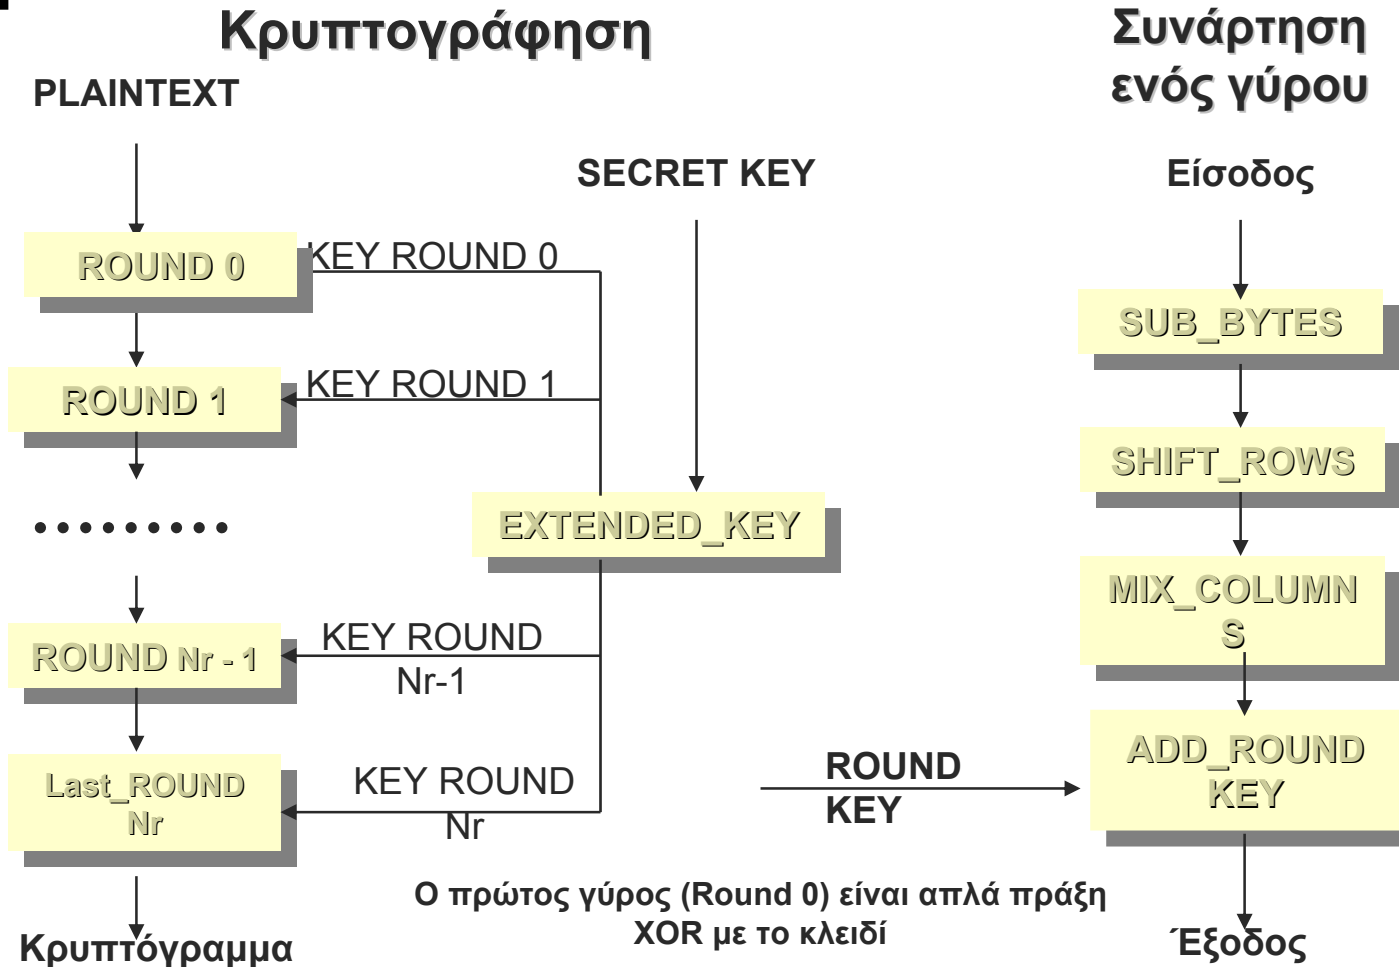 Κρυπτογράφηση
PLAINTEXT
SECRET KEY
ROUND 0
KEY ROUND 0
ROUND 1
KEY ROUND 1
.........
EXTENDED_KEY
ROUND Nr - 1
KEY ROUND
Nr-1
Last_ROUND
Nr
KEY ROUND
Nr
Κρυπτόγραμμα
Συνάρτηση
ενός γύρου
Είσοδος
SUB_BYTES
SHIFT_ROWS
MIX_COLUMN
S
ROUND
KEY
ADD_ROUND
KEY
Έξοδος
Ο πρώτος γύρος (Round 0) είναι απλά πράξη
XOR με το κλειδί